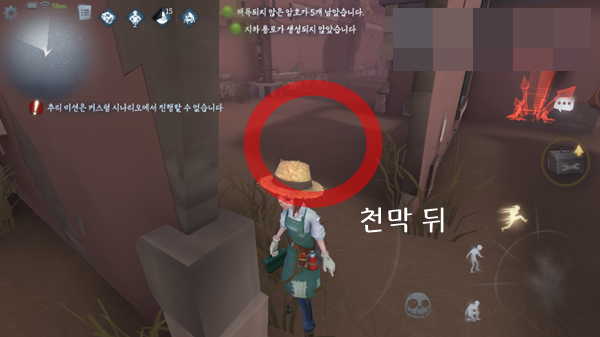 50ms
15
해독되지 않은 암호가 5개 남았습니다.
지하 통로가 생성되지 않았습니다
추리 미션은 커스텀 시나리오에서 진행할 수 없습니다
천막 뒤